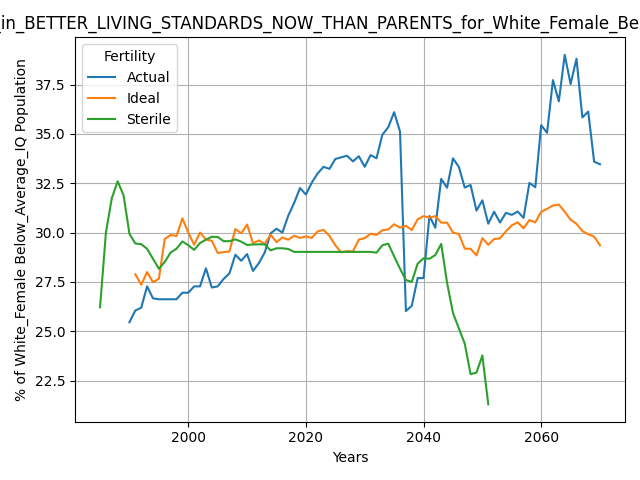 _in_BETTER_LIVING_STANDARDS_NOW_THAN_PARENTS_for_White_Female_Be
Fertility
Actual
Ideal
Sterile
% of White_Female Below_Average_IQ Population
37.5
35.0
32.5
30.0
27.5
25.0
22.5
2000
2020
2040
2060
Years